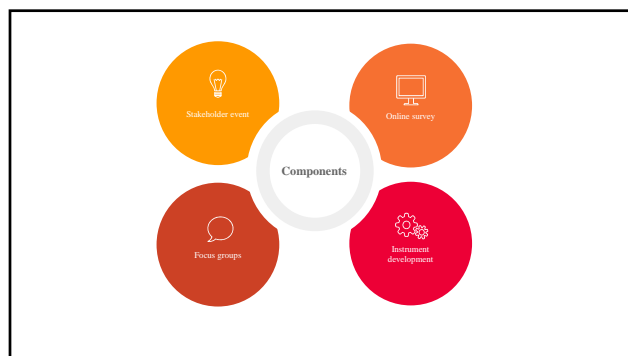 Stakeholder event
Online survey
Components
Focus groups
Instrument
development